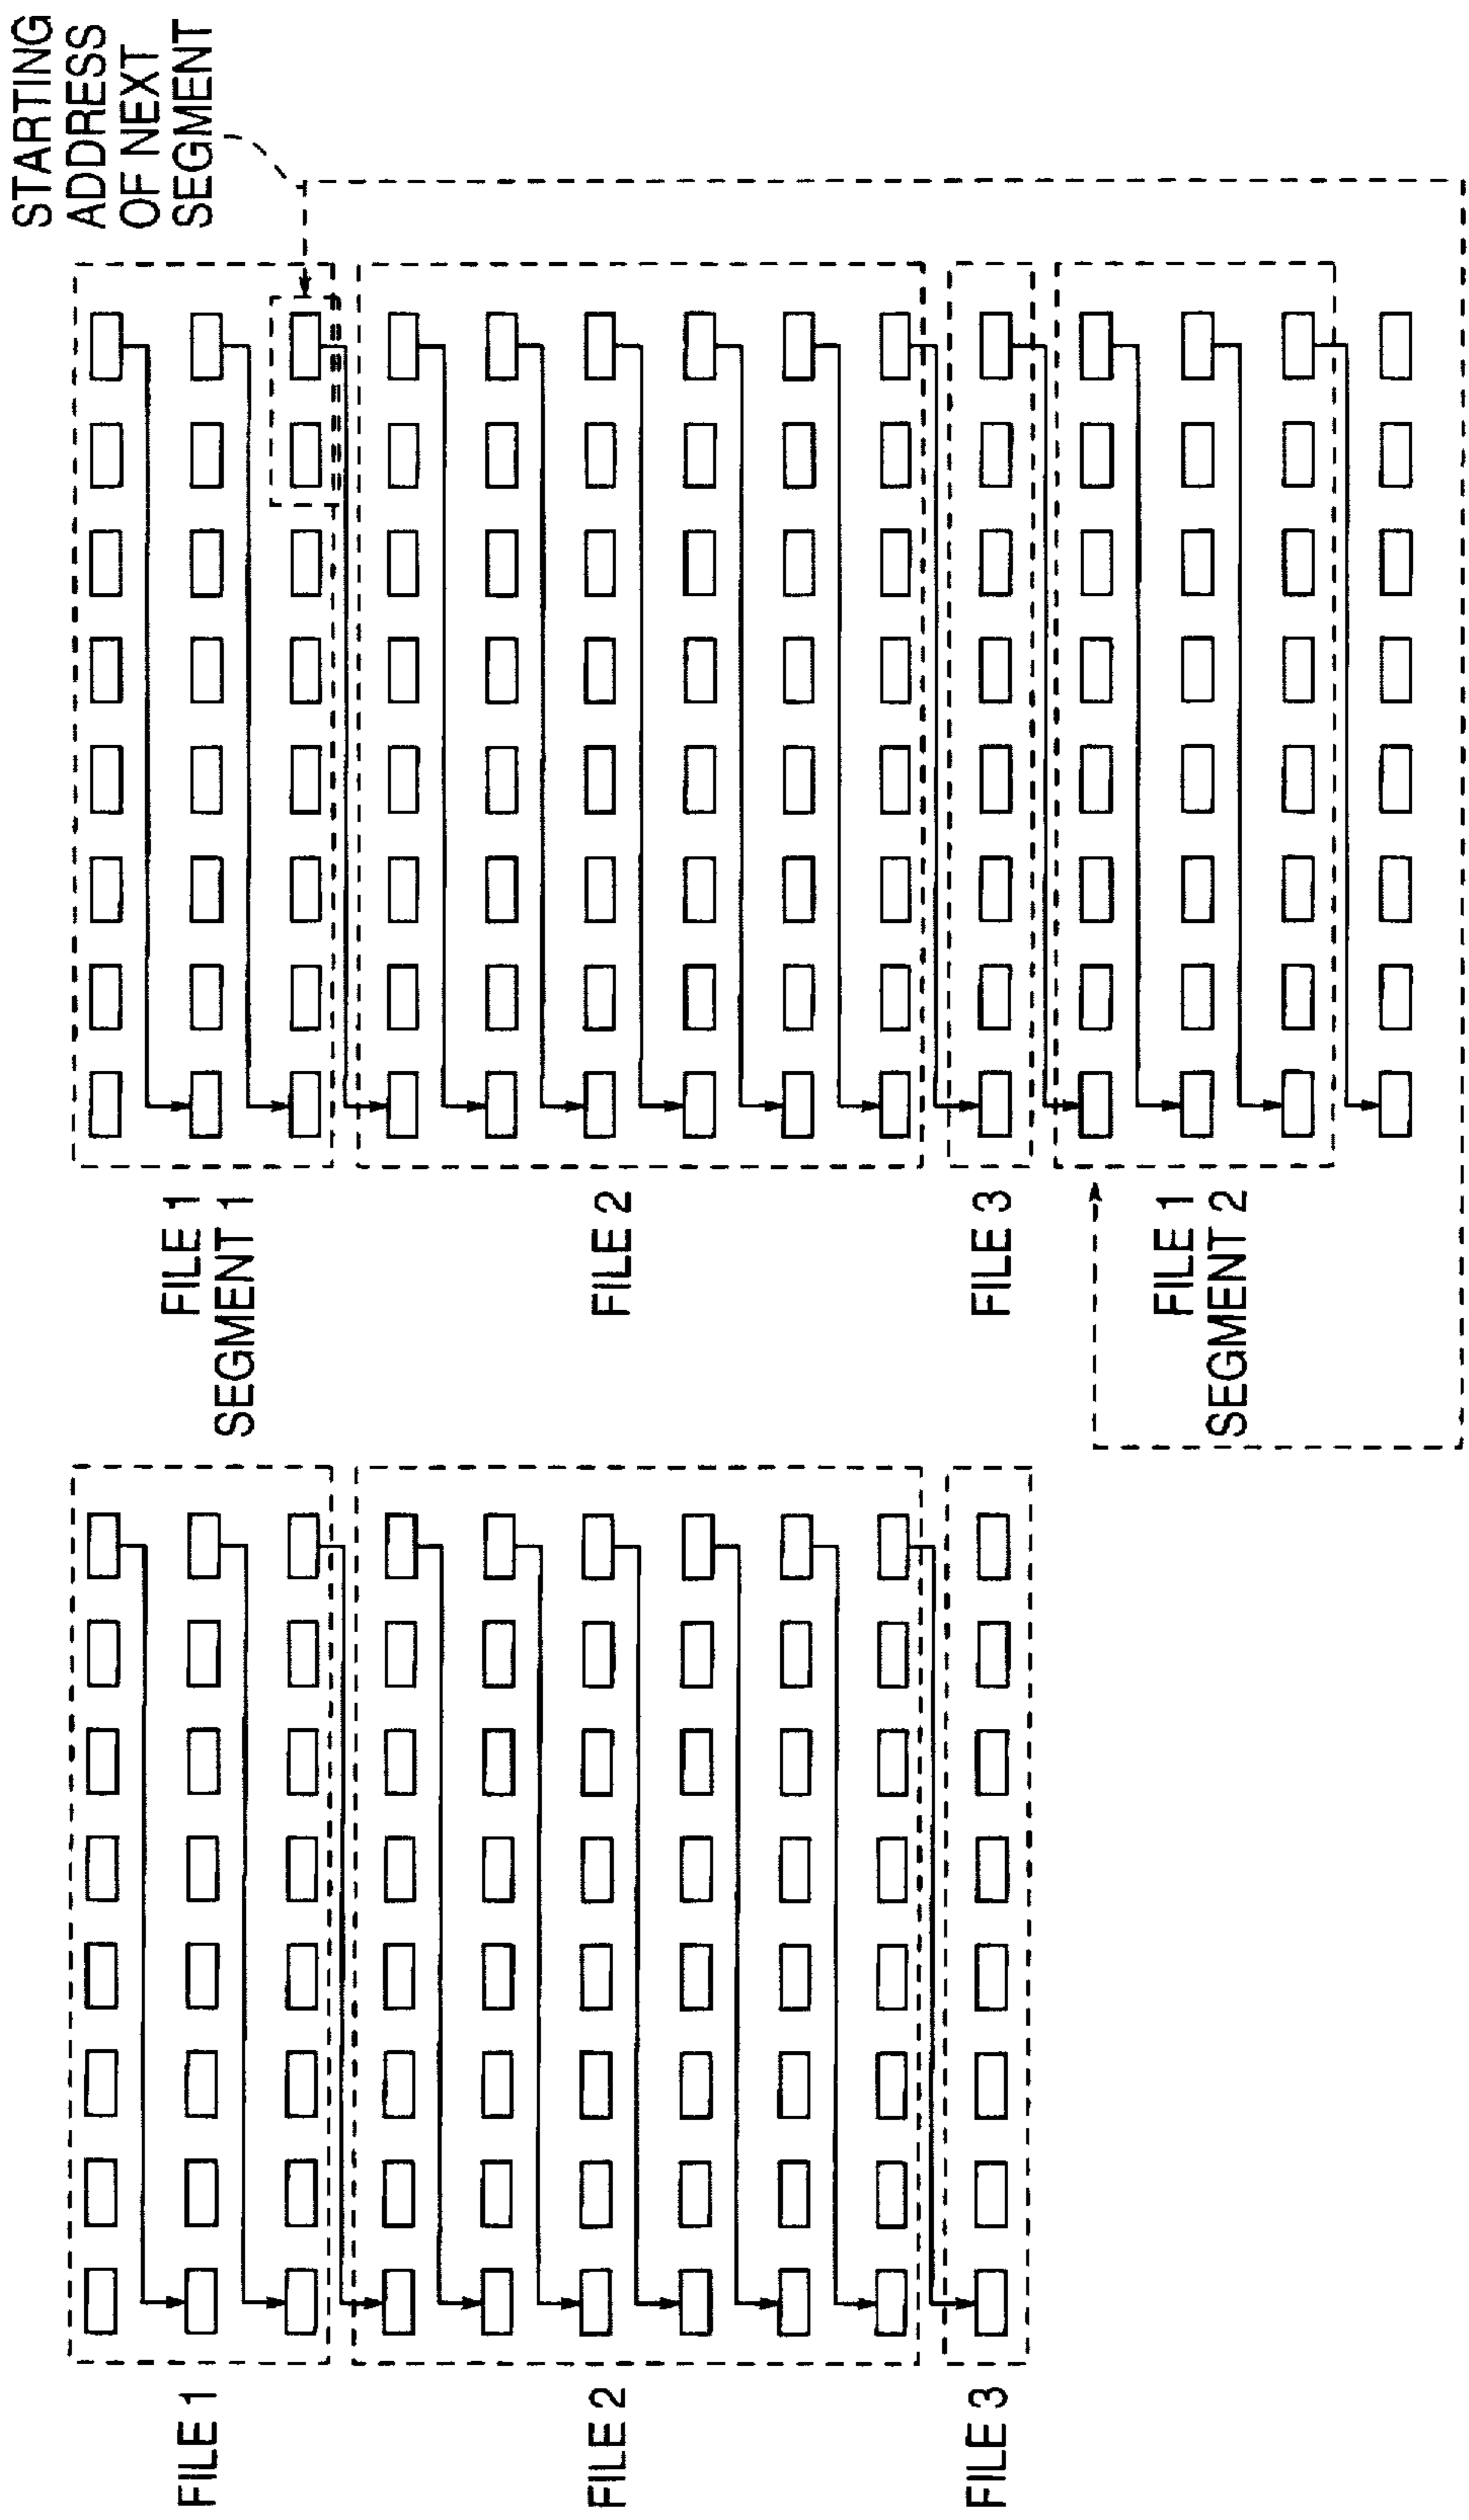 FILE 1
FILE 2
FILE 3
FILE 1
SEGMENT 1
FILE 2
FILE 3
FILE 1
SEGMENT 2
STARTING
ADDRESS
OF NEXT
SEGMENT